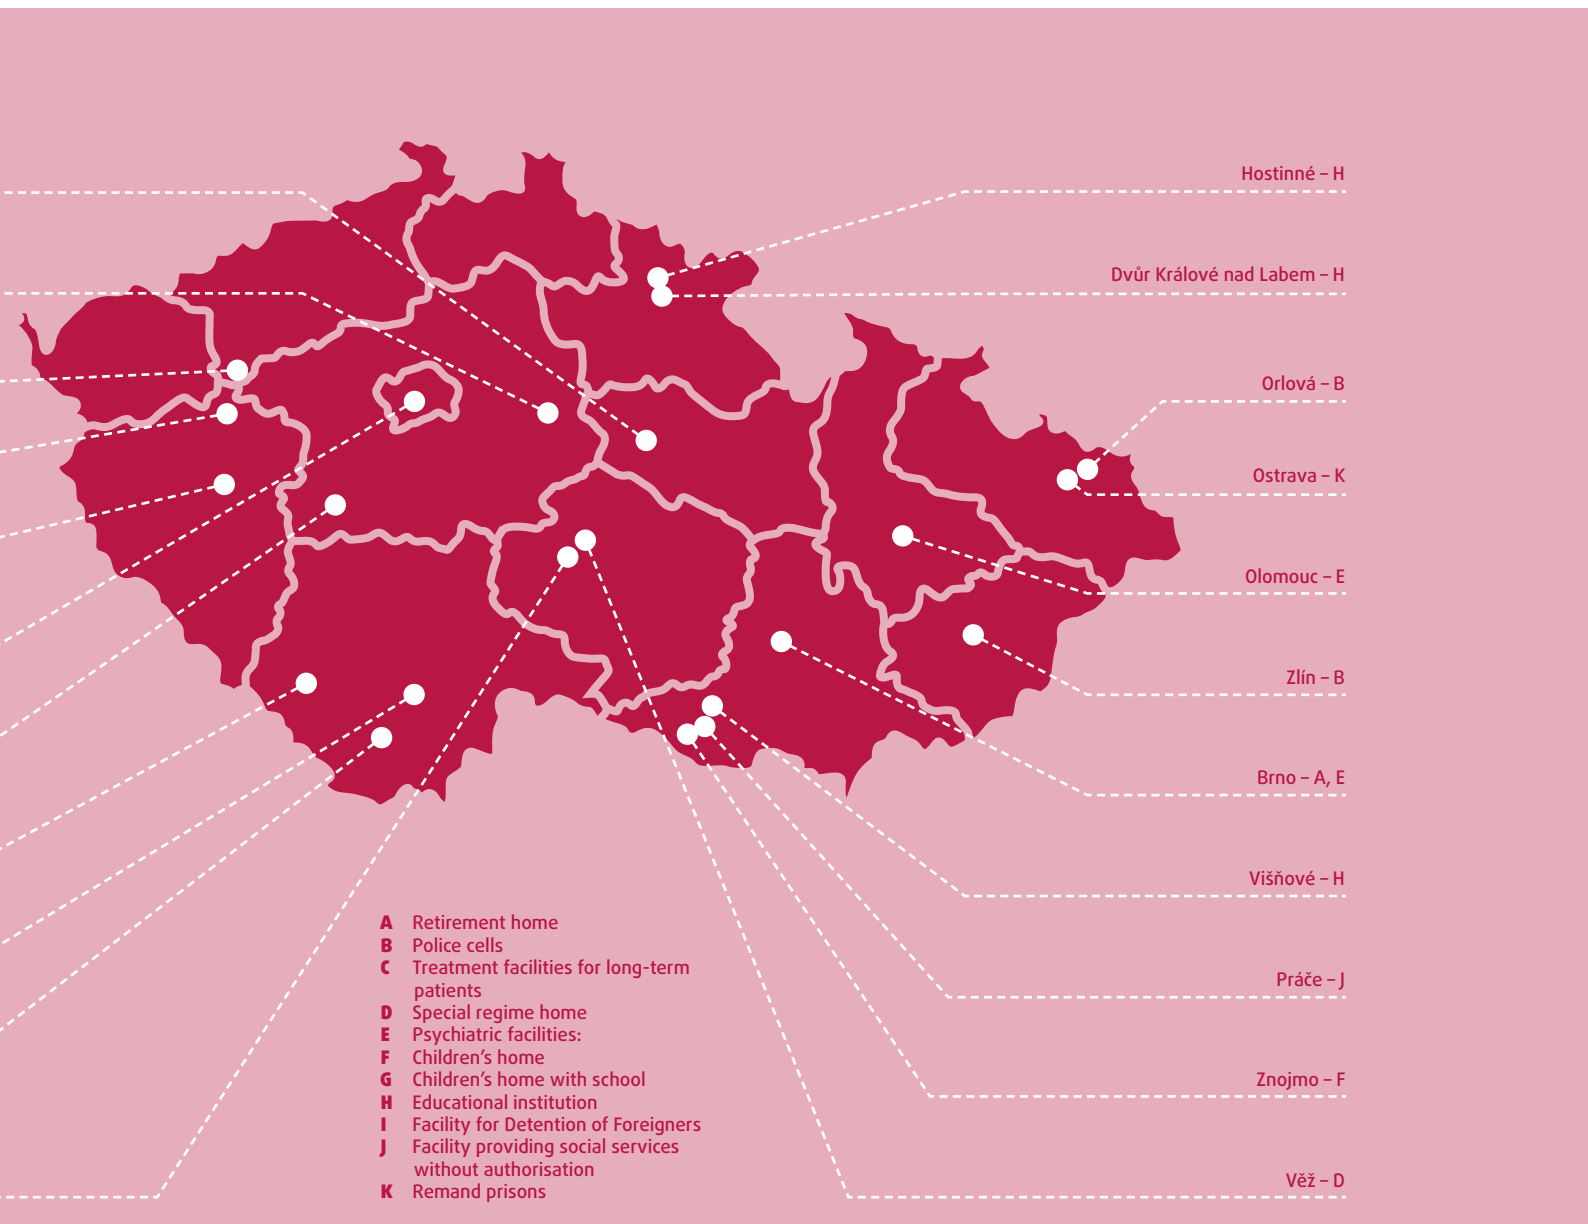 Hostinné – H
Dvůr Králové nad Labem – H
Orlová – B
Ostrava – K
Olomouc – E
Zlín – B
Brno – A, E
Višňové – H
Práče – J
Znojmo – F
Věž – D
A Retirement home
B Police cells
C Treatment facilities for long-term
patients
D Special regime home
E Psychiatric facilities:
F Children’s home
G Children’s home with school
H Educational institution
I Facility for Detention of Foreigners
J Facility providing social services
without authorisation
K Remand prisons